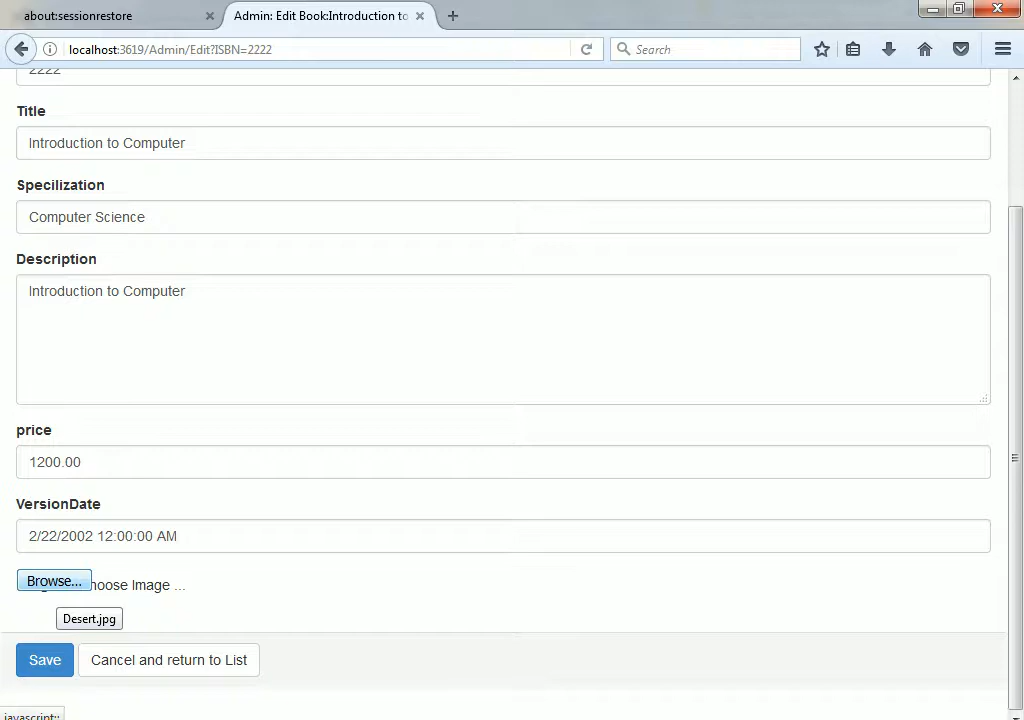 about:sessionrestore
Admin: Edit Book:Introduction to
localhost:3619/Admin/Edit?ISBN=2222
Search
2222
Title
Introduction to Computer
Specilization
Computer Science
Description
Introduction to Computer
price
1200.00
VersionDate
2/22/2002 12:00:00 AM
Browse... hoose Image ...
Desert.jpg
Save
Cancel and return to List
javascript:;